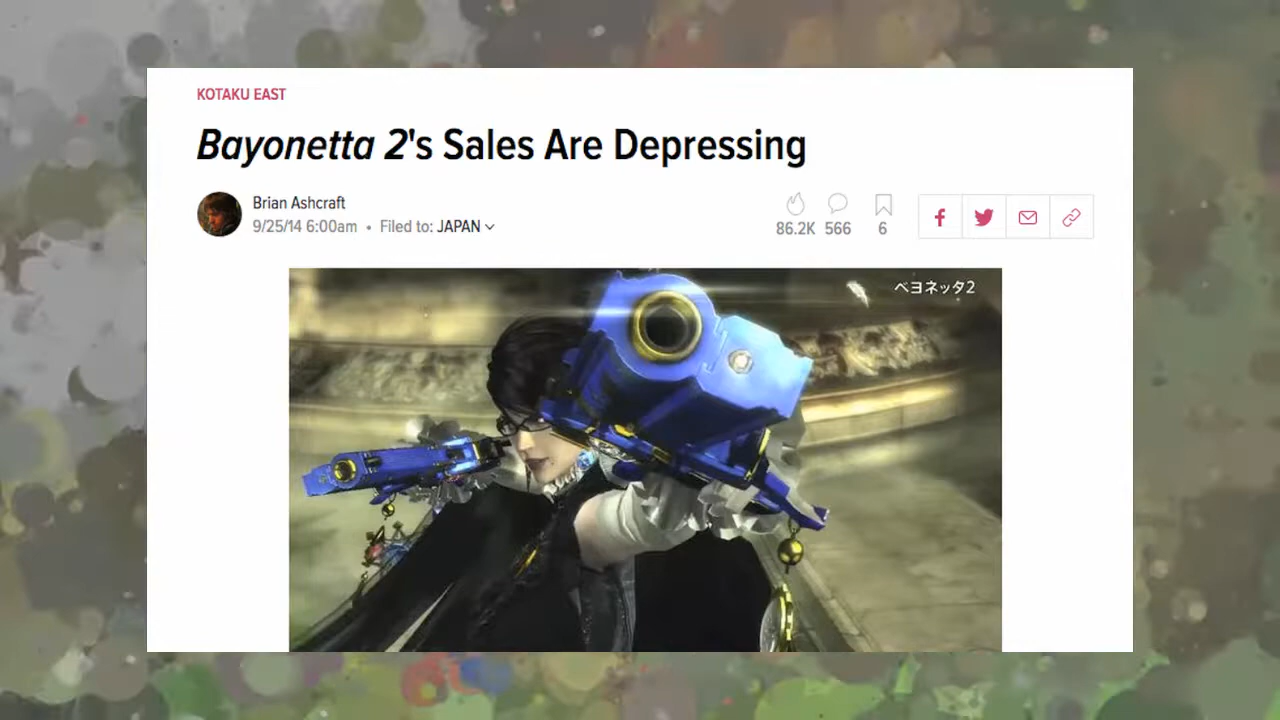 KOTAKU EAST
Bayonetta 2's Sales Are Depressing
Brian Ashcraft
9/25/14 6:00am • Filed to: JAPAN
86.2K 566 6
ベヨネッタ2